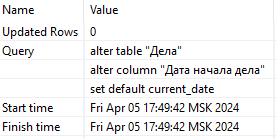 Name Value
Updated Rows 0
Query alter table "Дела"
alter column "Дата начала дела"
set default current_date
Start time Fri Apr 05 17:49:42 MSK 2024
Finish time Fri Apr 05 17:49:42 MSK 2024